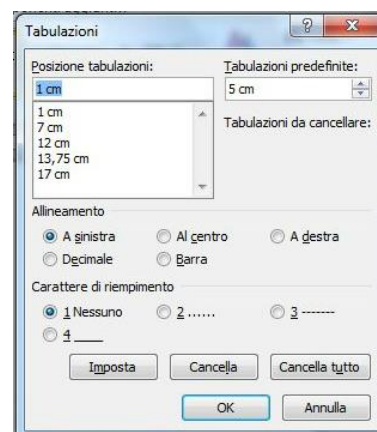 Tabulazioni
Posizione tabulazioni:
Tabulazioni predefinite:
1 cm
5 cm
1 cm
7 cm
12 cm
13,75 cm
17 cm
Tabulazioni da cancellare:
Allineamento
A sinistra
Al centro
A destra
Decimale
Barra
Carattere di riempimento
1 Nessuno
2 ......
3 -------
4 ____
Imposta
Cancella
Cancella tutto
OK
Annulla